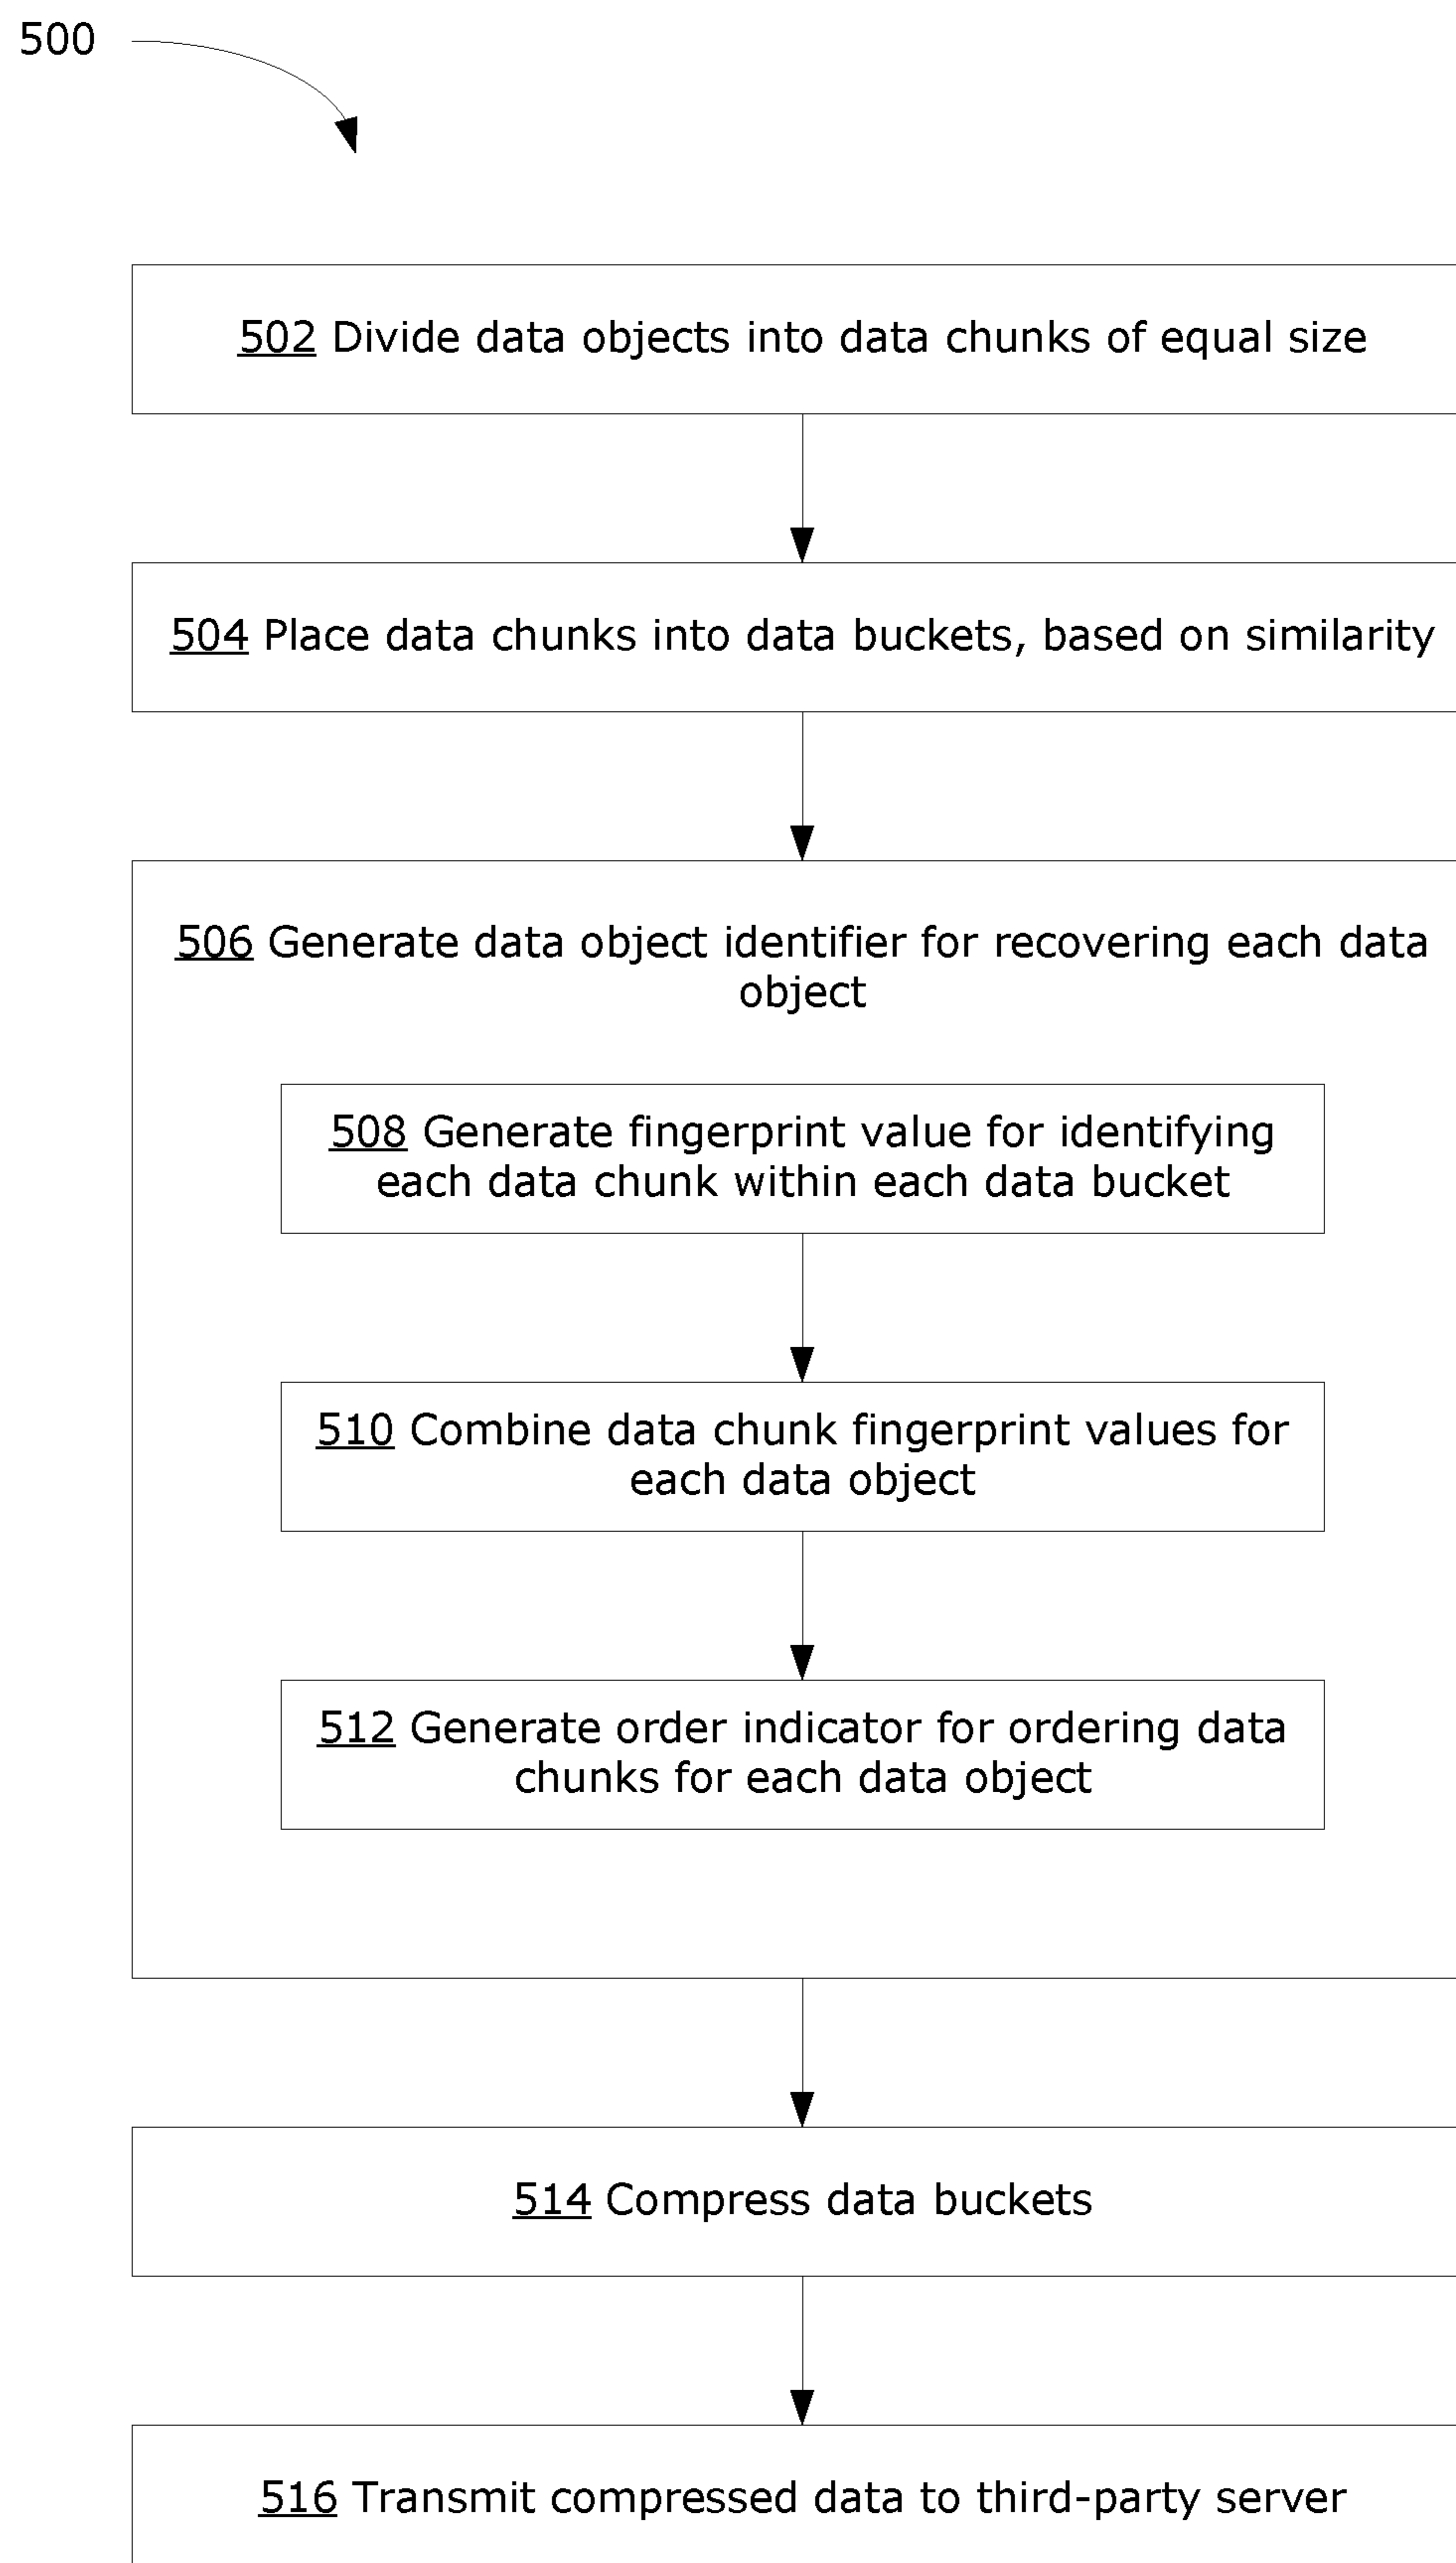 500
502 Divide data objects into data chunks of equal size
504 Place data chunks into data buckets, based on similarity
506 Generate data object identifier for recovering each data
object
508 Generate fingerprint value for identifying
each data chunk within each data bucket
510 Combine data chunk fingerprint values for
each data object
512 Generate order indicator for ordering data
chunks for each data object
514 Compress data buckets
516 Transmit compressed data to third-party server